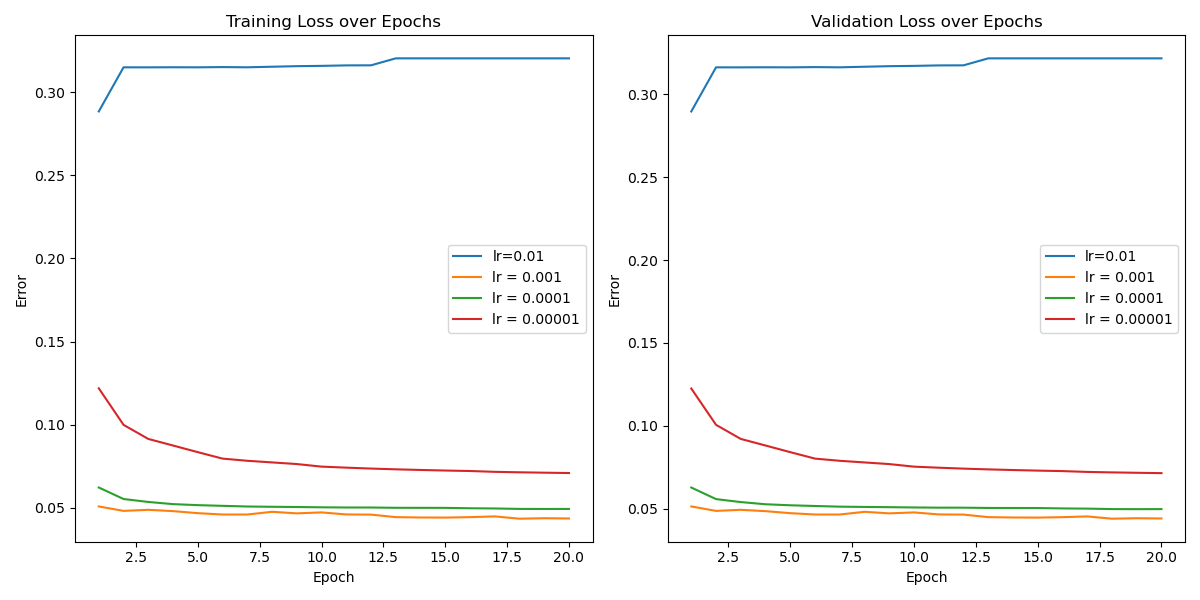 Training Loss over Epochs
Error
0.30
0.25
0.20
0.15
0.10
0.05
lr=0.01
lr = 0.001
lr = 0.0001
lr = 0.00001
2.5 5.0 7.5 10.0 12.5 15.0 17.5 20.0
Epoch
Validation Loss over Epochs
Error
0.30
0.25
0.20
0.15
0.10
0.05
lr=0.01
lr = 0.001
lr = 0.0001
lr = 0.00001
2.5 5.0 7.5 10.0 12.5 15.0 17.5 20.0
Epoch